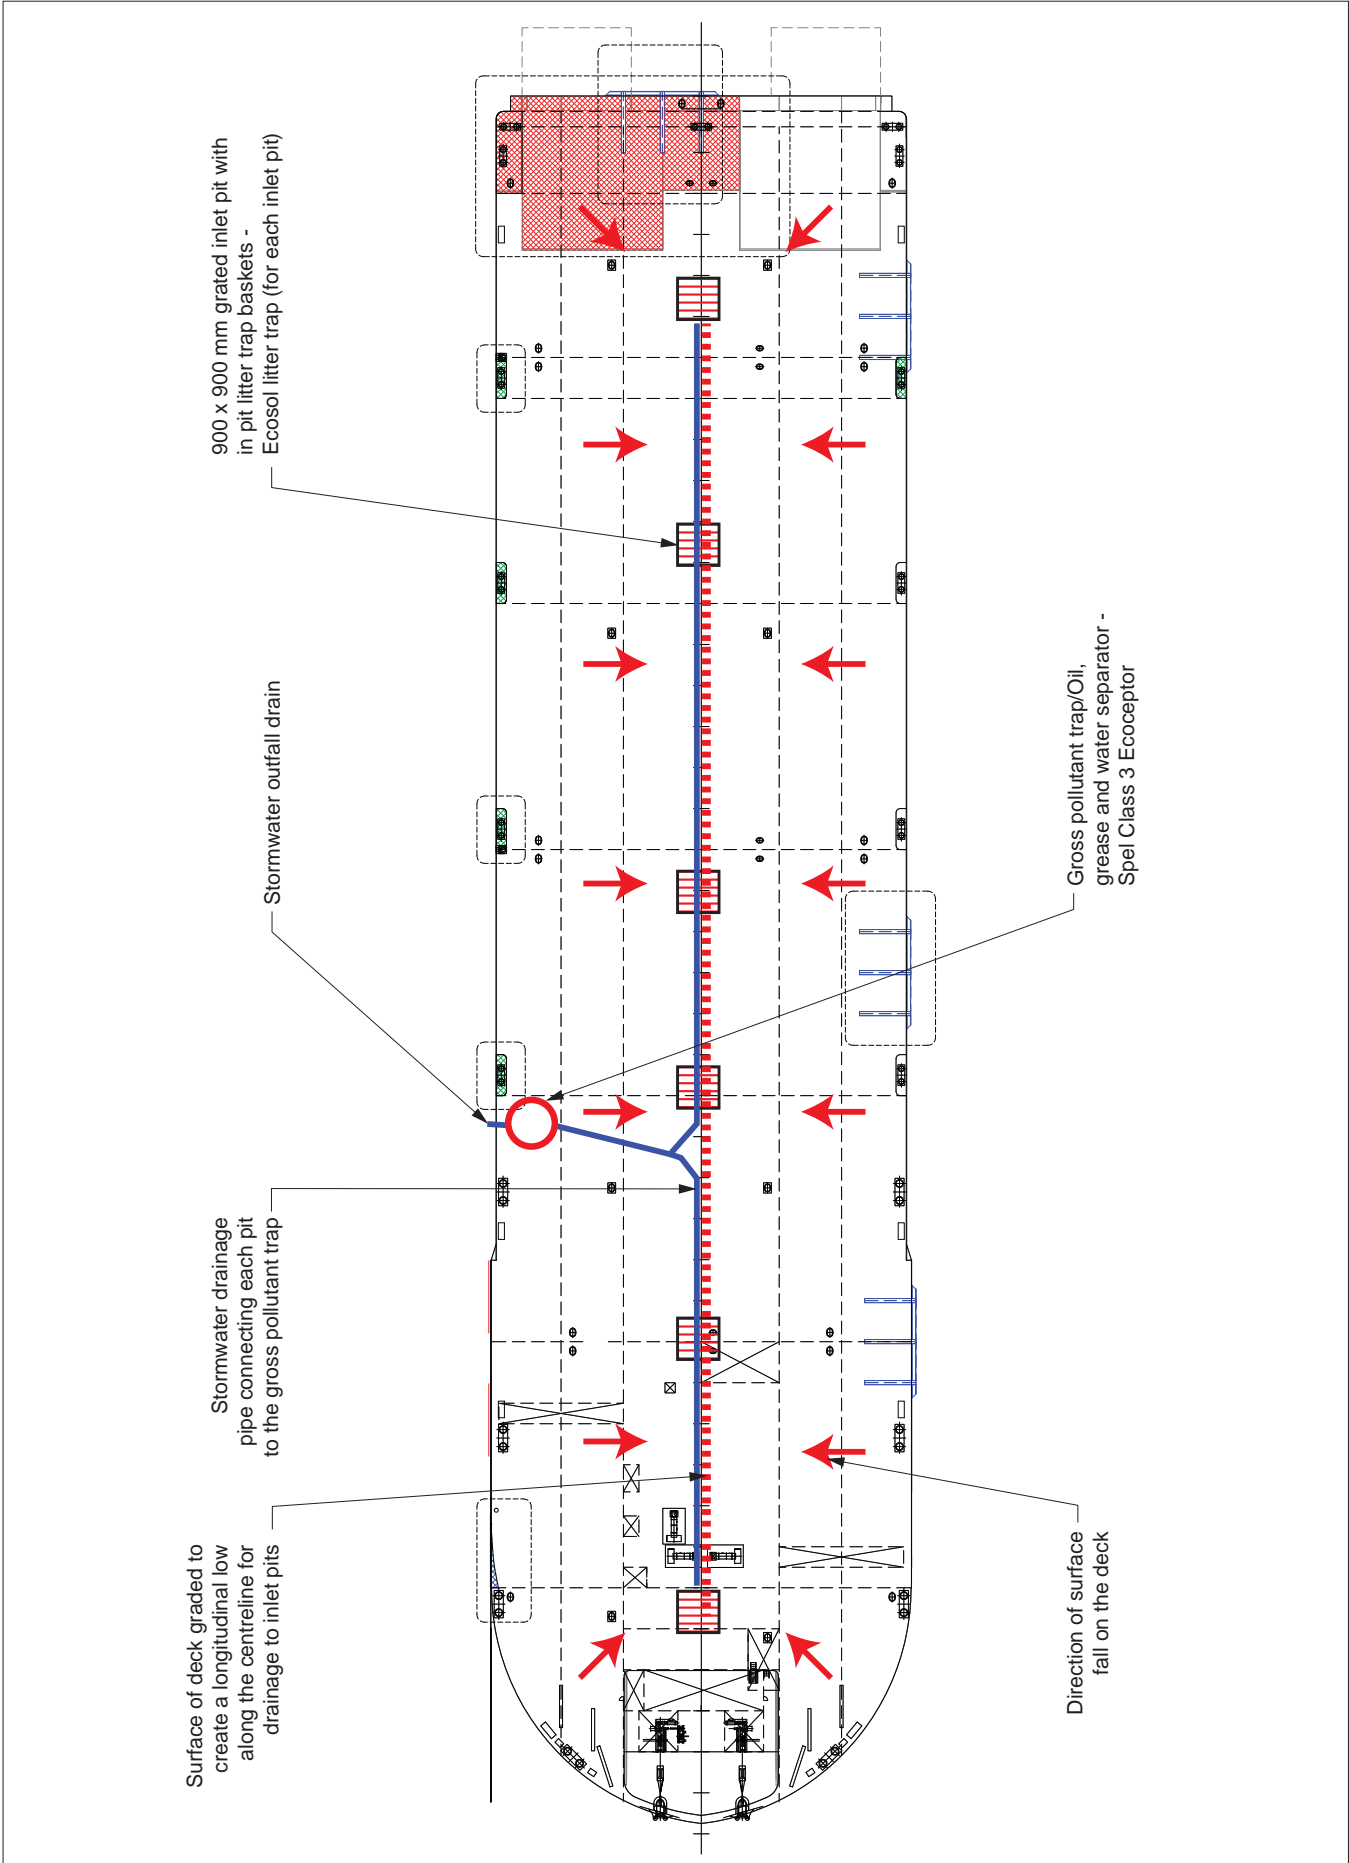 900 x 900 mm grated inlet pit with
in pit litter trap baskets -
Ecosol litter trap (for each inlet pit)
Stormwater outfall drain
Stormwater drainage
pipe connecting each pit
to the gross pollutant trap
Surface of deck graded to
create a longitudinal low
along the centreline for
drainage to inlet pits
Gross pollutant trap/Oil,
grease and water separator -
Spel Class 3 Ecoceptor
Direction of surface
fall on the deck